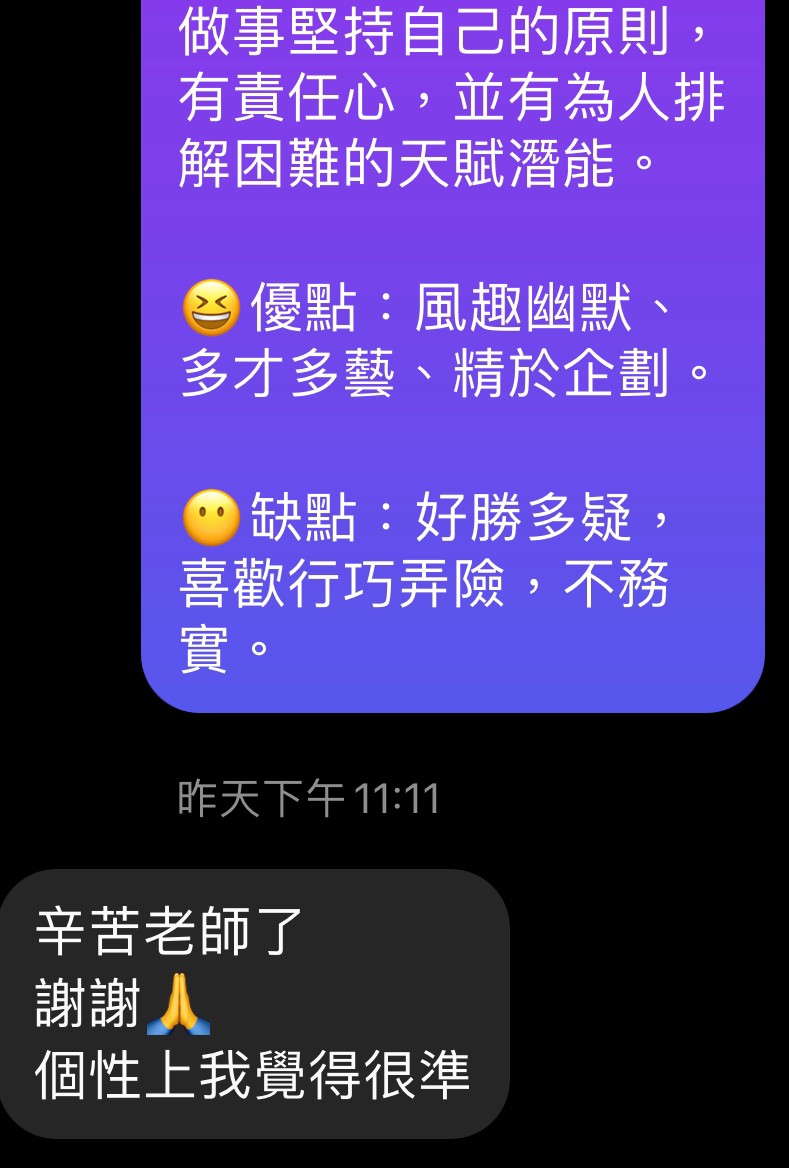 做事堅持自己的原則，
有責任心，並有為人排
解困難的天賦潛能。
😆優點：風趣幽默、
多才多藝、精於企劃。
😶缺點：好勝多疑，
喜歡行巧弄險，不務
實。
昨天下午 11:11
辛苦老師了
謝謝🙏
個性上我覺得很準